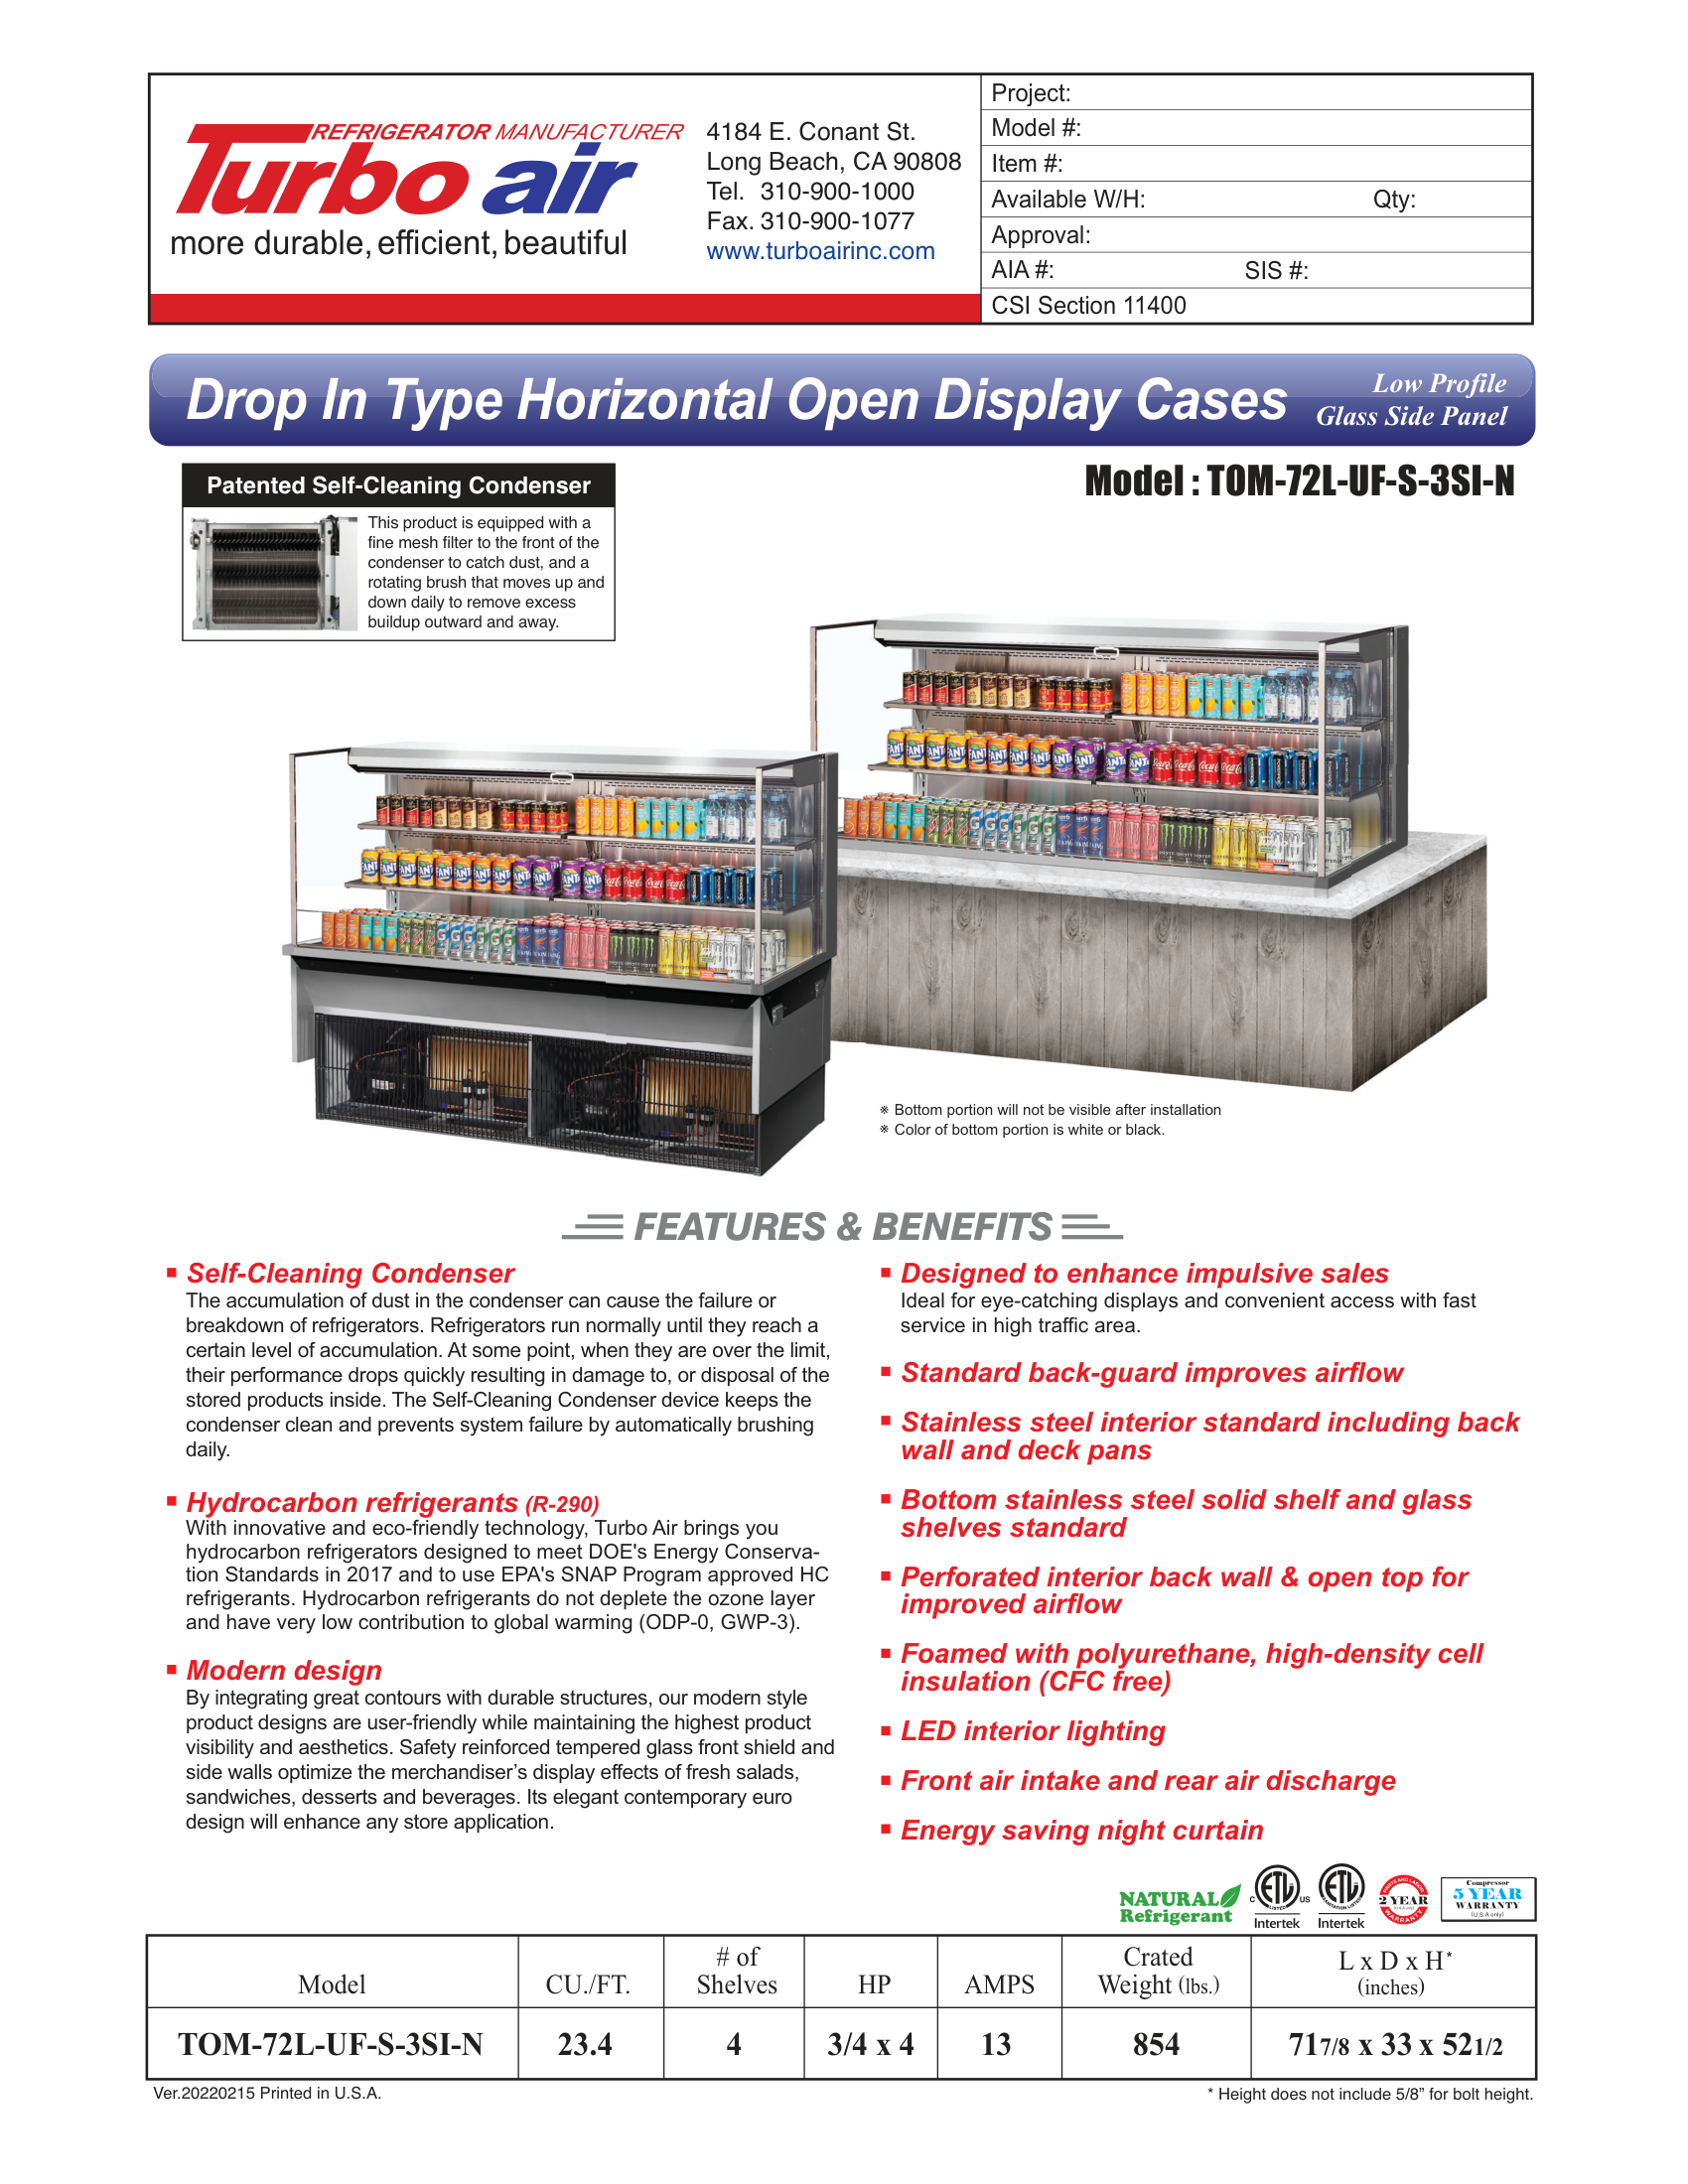 REFRIGERATOR MANUFACTURER
Turbo air
more durable, efficient, beautiful
4184 E. Conant St.
Long Beach, CA 90808
Tel. 310-900-1000
Fax. 310-900-1077
www.turboairinc.com
Project:
Model #:
Item #:
Available W/H: Qty:
Approval:
AIA #: SIS #:
CSI Section 11400
Drop In Type Horizontal Open Display Cases
Low Profile
Glass Side Panel
Patented Self-Cleaning Condenser
This product is equipped with a
fine mesh filter to the front of the
condenser to catch dust, and a
rotating brush that moves up and
down daily to remove excess
buildup outward and away.
Model : TOM-72L-UF-S-3SI-N
※ Bottom portion will not be visible after installation
※ Color of bottom portion is white or black.
FEATURES & BENEFITS
Self-Cleaning Condenser
The accumulation of dust in the condenser can cause the failure or
breakdown of refrigerators. Refrigerators run normally until they reach a
certain level of accumulation. At some point, when they are over the limit,
their performance drops quickly resulting in damage to, or disposal of the
stored products inside. The Self-Cleaning Condenser device keeps the
condenser clean and prevents system failure by automatically brushing
daily.
Hydrocarbon refrigerants (R-290)
With innovative and eco-friendly technology, Turbo Air brings you
hydrocarbon refrigerators designed to meet DOE's Energy Conserva-
tion Standards in 2017 and to use EPA's SNAP Program approved HC
refrigerants. Hydrocarbon refrigerants do not deplete the ozone layer
and have very low contribution to global warming (ODP-0, GWP-3).
Modern design
By integrating great contours with durable structures, our modern style
product designs are user-friendly while maintaining the highest product
visibility and aesthetics. Safety reinforced tempered glass front shield and
side walls optimize the merchandiser’s display effects of fresh salads,
sandwiches, desserts and beverages. Its elegant contemporary euro
design will enhance any store application.
Designed to enhance impulsive sales
Ideal for eye-catching displays and convenient access with fast
service in high traffic area.
Standard back-guard improves airflow
Stainless steel interior standard including back
wall and deck pans
Bottom stainless steel solid shelf and glass
shelves standard
Perforated interior back wall & open top for
improved airflow
Foamed with polyurethane, high-density cell
insulation (CFC free)
LED interior lighting
Front air intake and rear air discharge
Energy saving night curtain
NATURAL
Refrigerant
C ETL US
LISTED
Intertek
ETL
SANITATION LISTED
Intertek
PARTS AND LABOR
2 YEAR
(U.S.A only)
WARRANTY
Compressor
5 YEAR
WARRANTY
(U.S.A only)
Model CU./FT. # of Shelves HP AMPS Crated Weight (lbs.) L x D x H* (inches)
TOM-72L-UF-S-3SI-N 23.4 4 3/4 x 4 13 854 71 7/8 x 33 x 52 1/2
Ver.20220215 Printed in U.S.A.
* Height does not include 5/8” for bolt height.